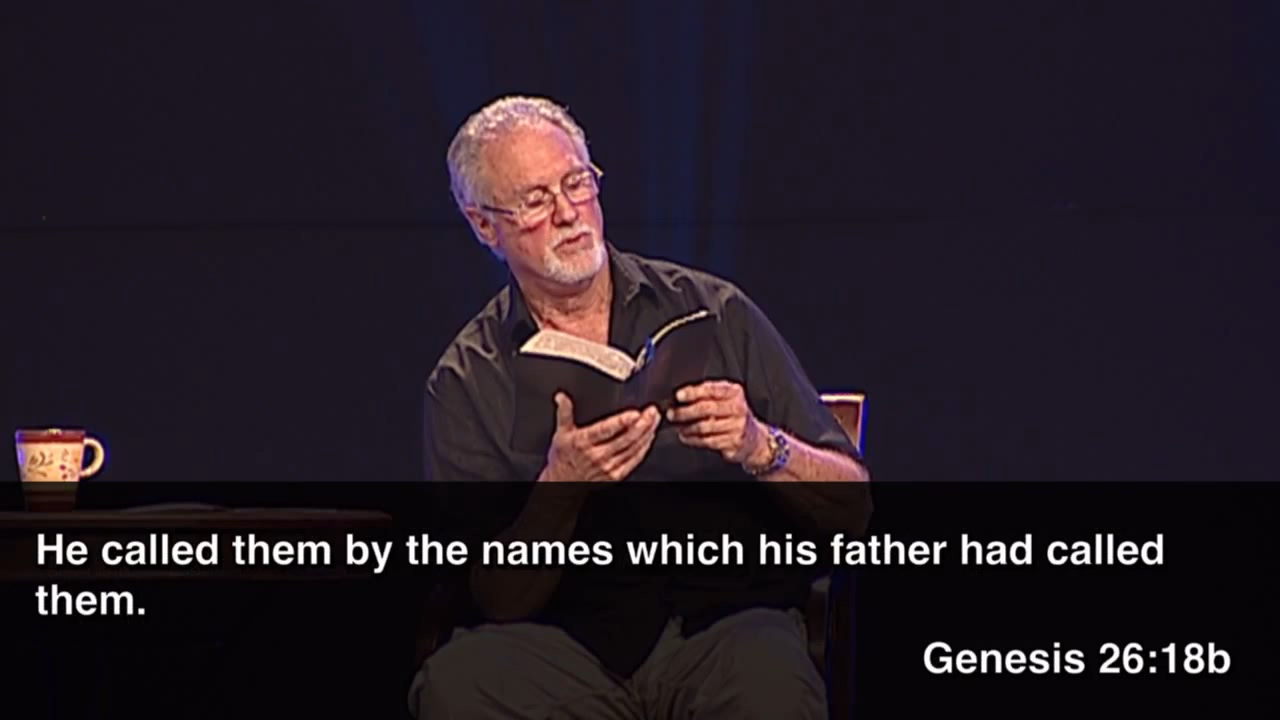 He called them by the names which his father had called
them.
Genesis 26:18b